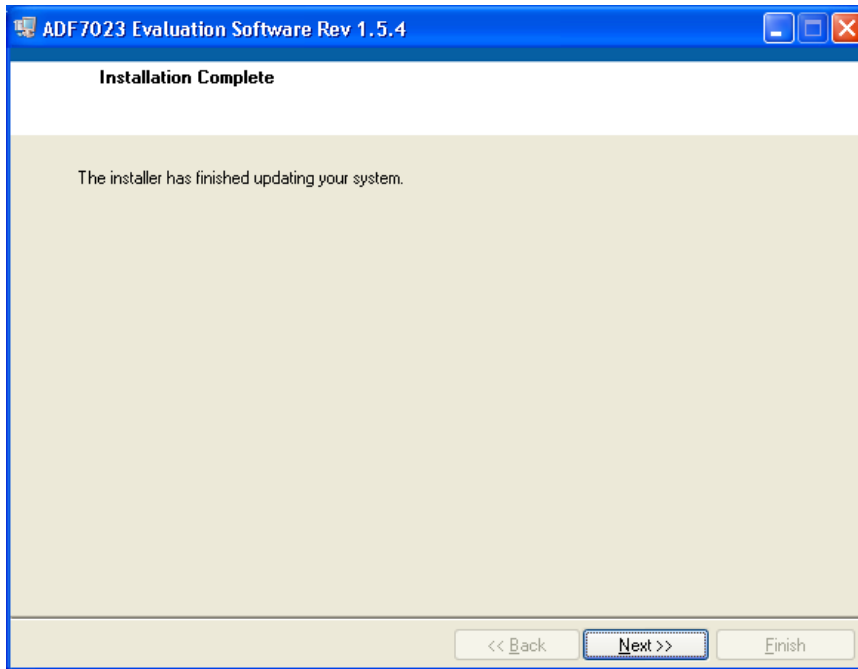 ADF7023 Evaluation Software Rev 1.5.4
Installation Complete
The installer has finished updating your system.
<< Back Next >> Finish